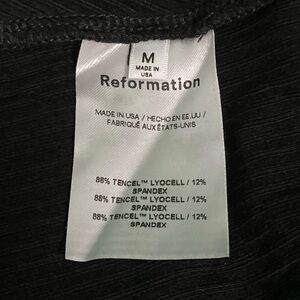 M
MADE IN
USA
Reformation
MADE IN USA / HECHO EN EE.UU /
FABRIQUÉ AUX ÉTATS-UNIS
88% TENCEL™ LYOCELL / 12%
SPANDEX
88% TENCEL™ LYOCELL / 12%
SPANDEX
88% TENCEL™ LYOCELL / 12%
SPANDEX